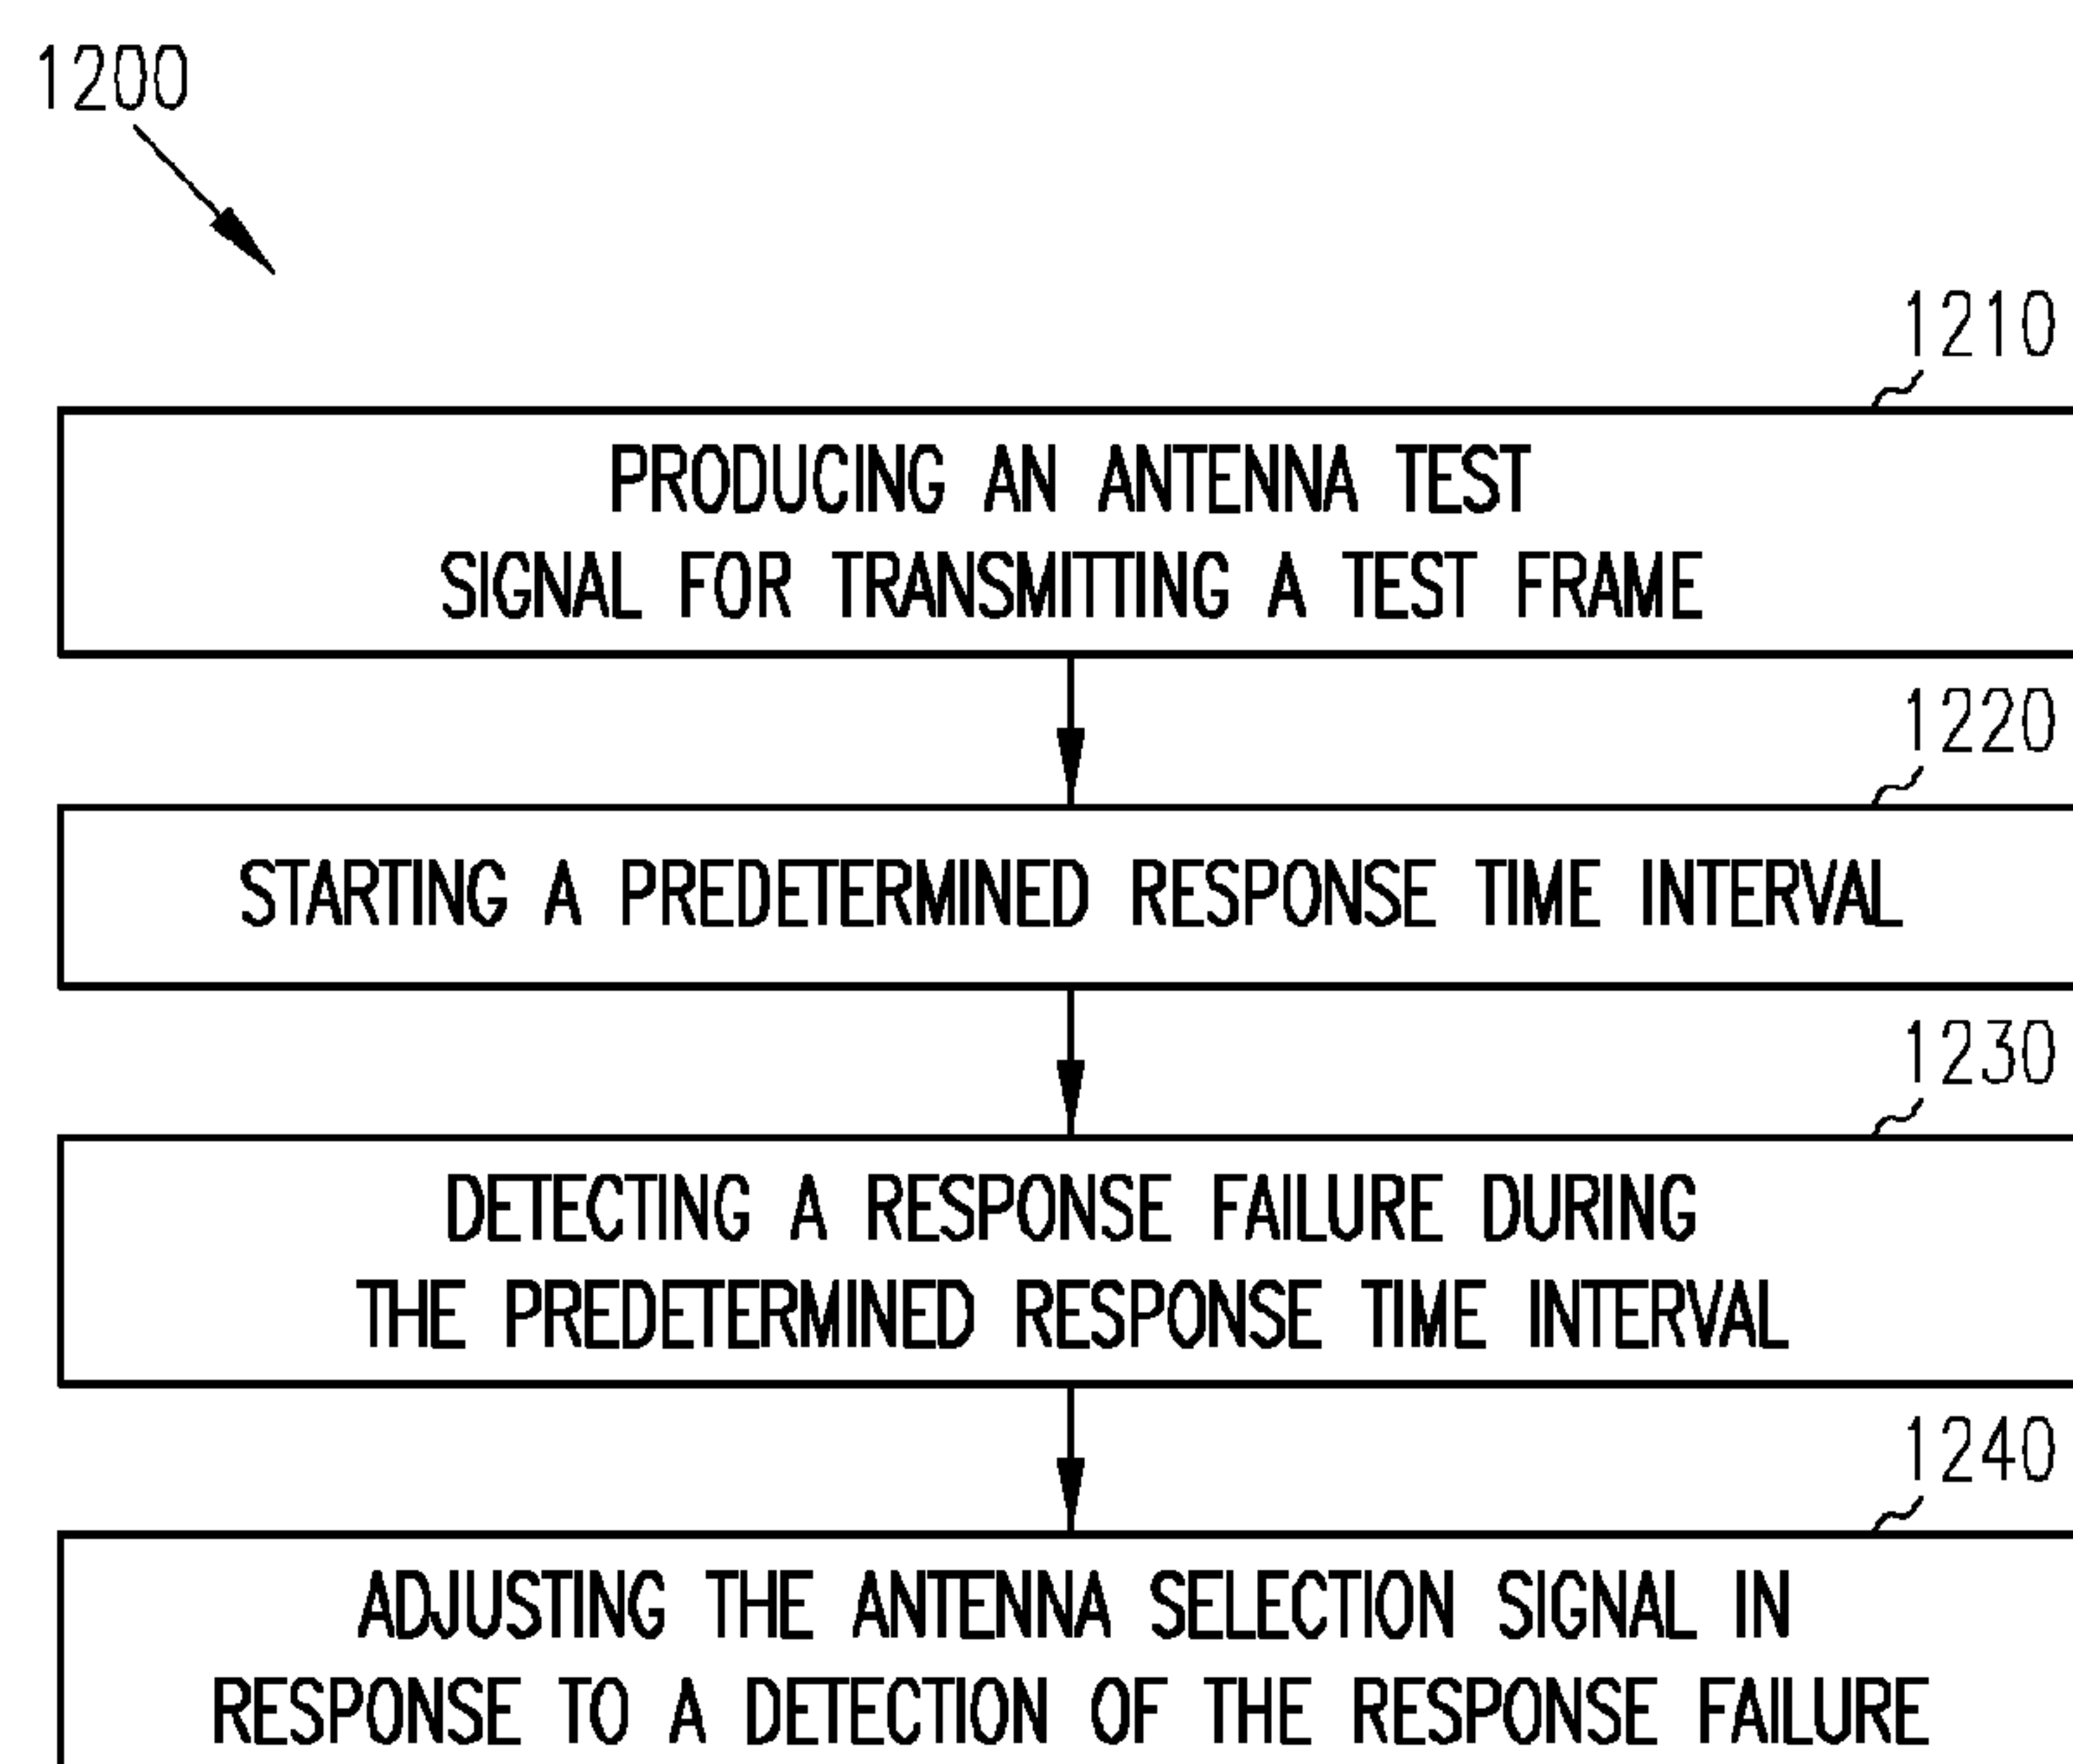 1200
1210
PRODUCING AN ANTENNA TEST
SIGNAL FOR TRANSMITTING A TEST FRAME
1220
STARTING A PREDETERMINED RESPONSE TIME INTERVAL
1230
DETECTING A RESPONSE FAILURE DURING
THE PREDETERMINED RESPONSE TIME INTERVAL
1240
ADJUSTING THE ANTENNA SELECTION SIGNAL IN
RESPONSE TO A DETECTION OF THE RESPONSE FAILURE